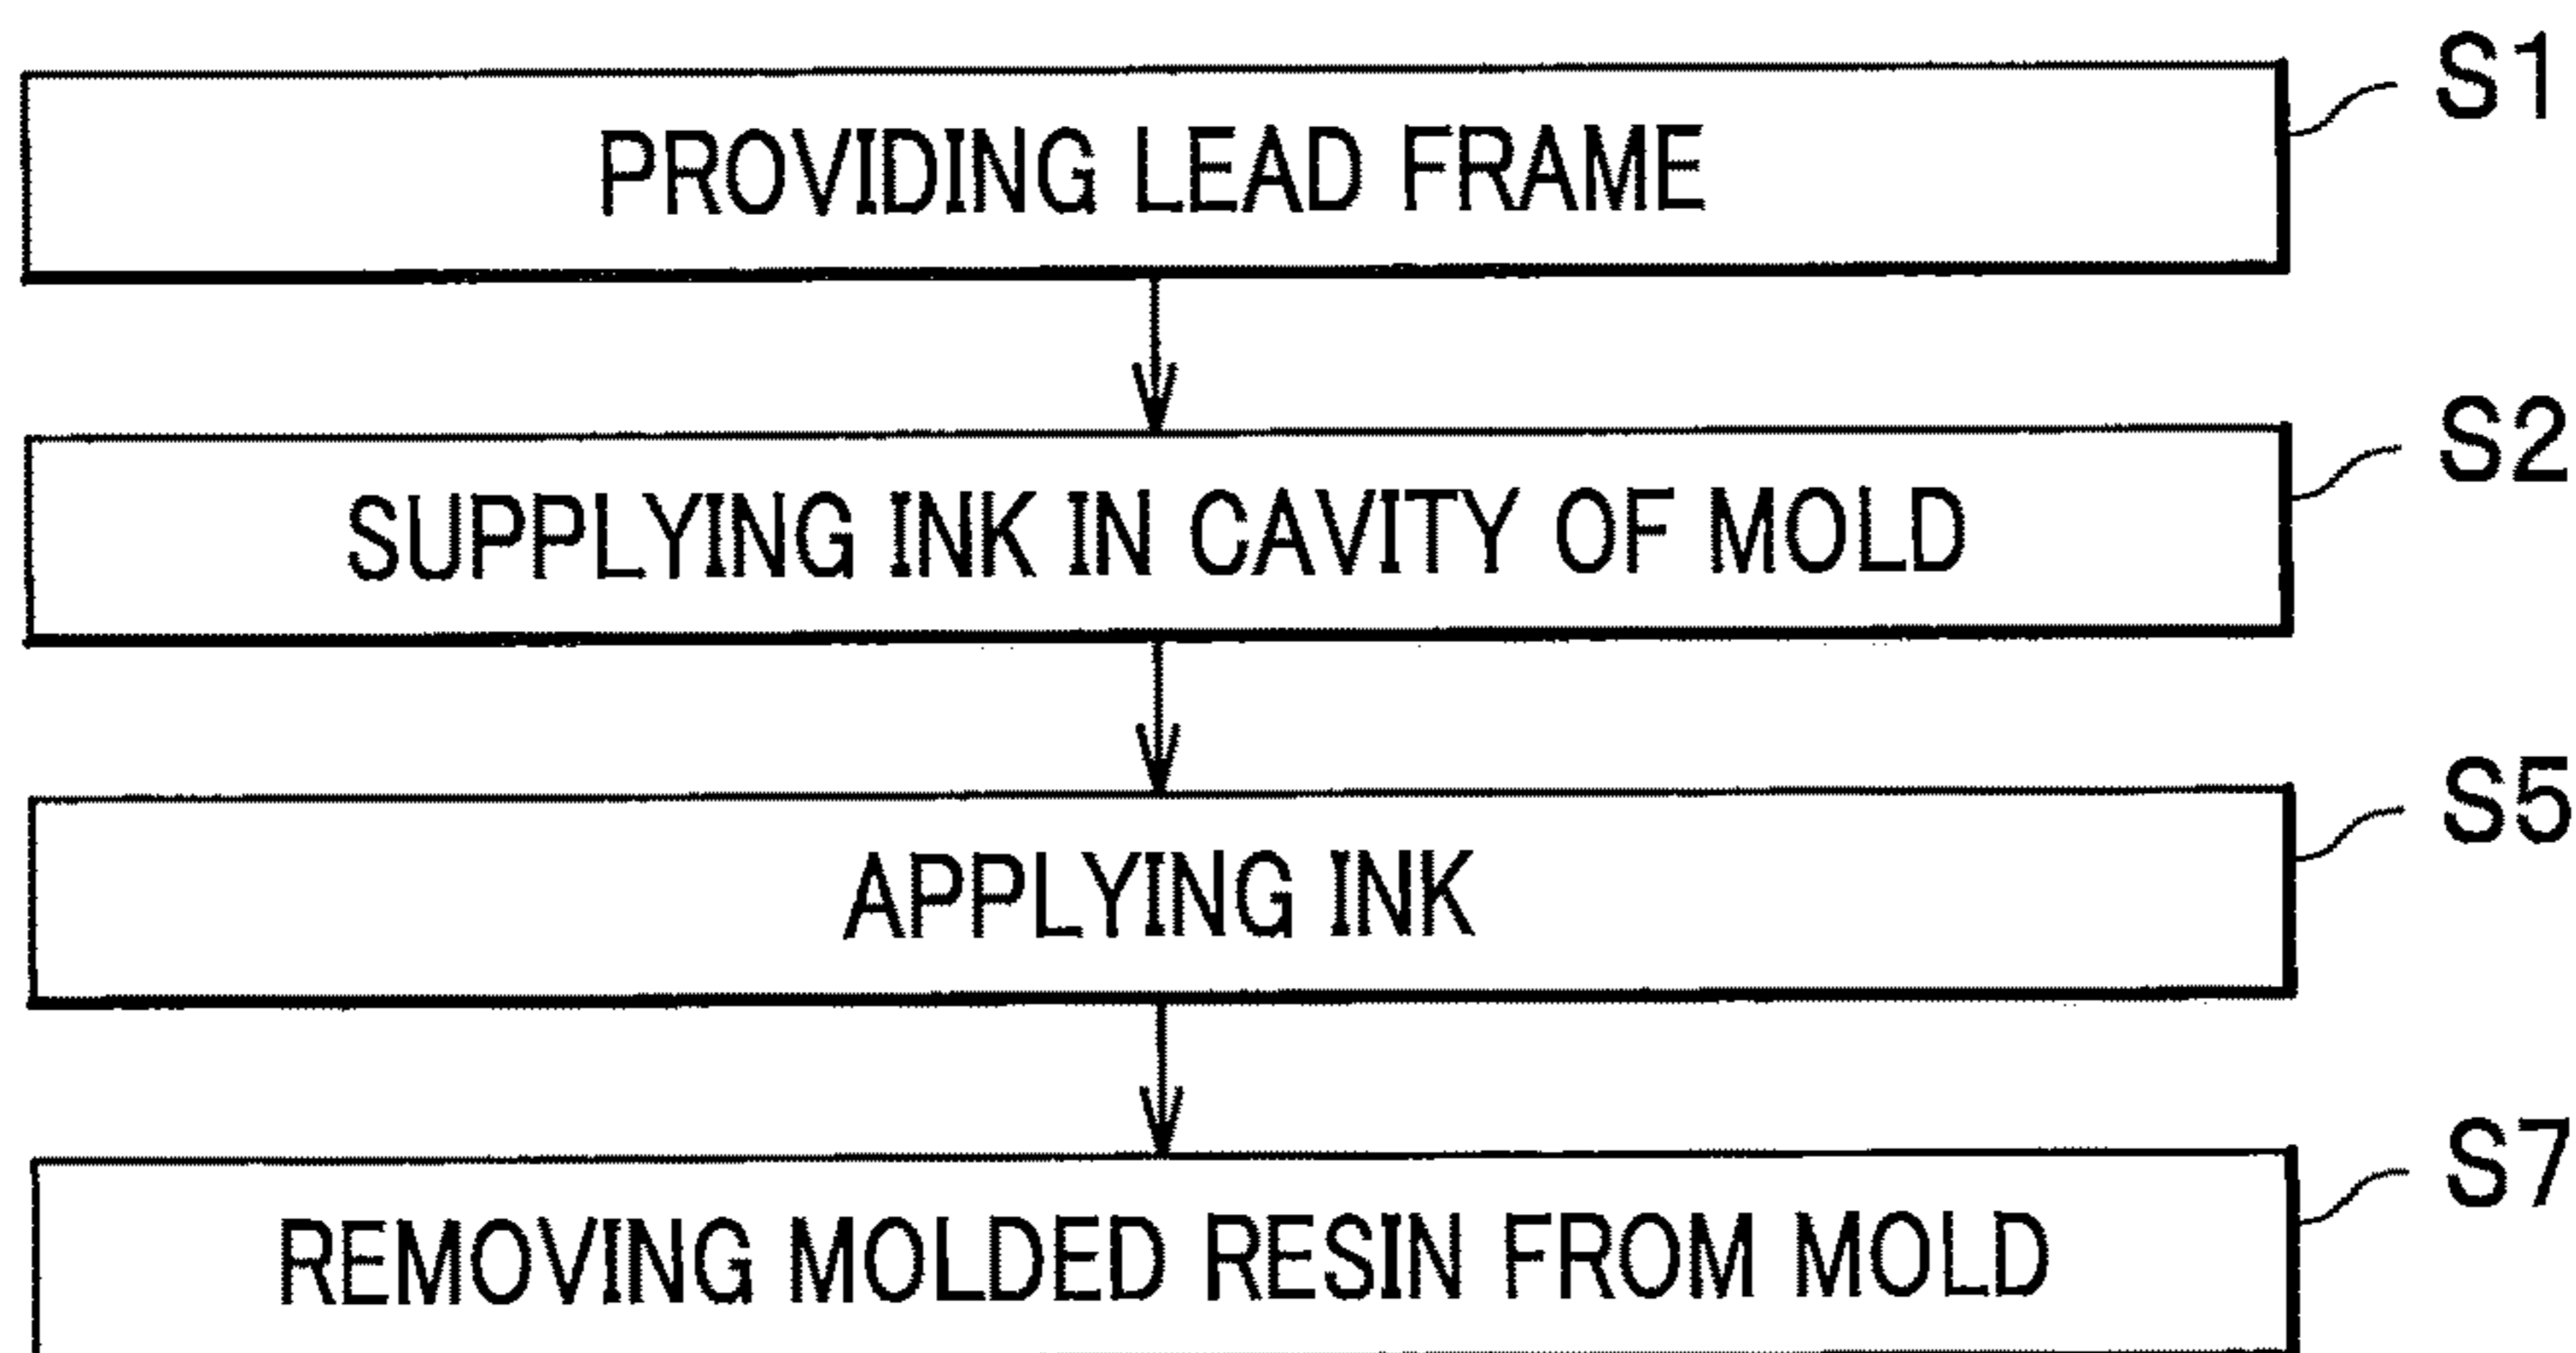 PROVIDING LEAD FRAME S1
SUPPLYING INK IN CAVITY OF MOLD S2
APPLYING INK S5
REMOVING MOLDED RESIN FROM MOLD S7